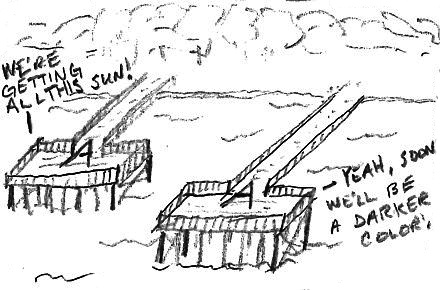 WE'RE
GETTING
ALL THIS SUN!
A
A
– YEAH, SOON
WE'LL BE
A DARKER
COLOR!